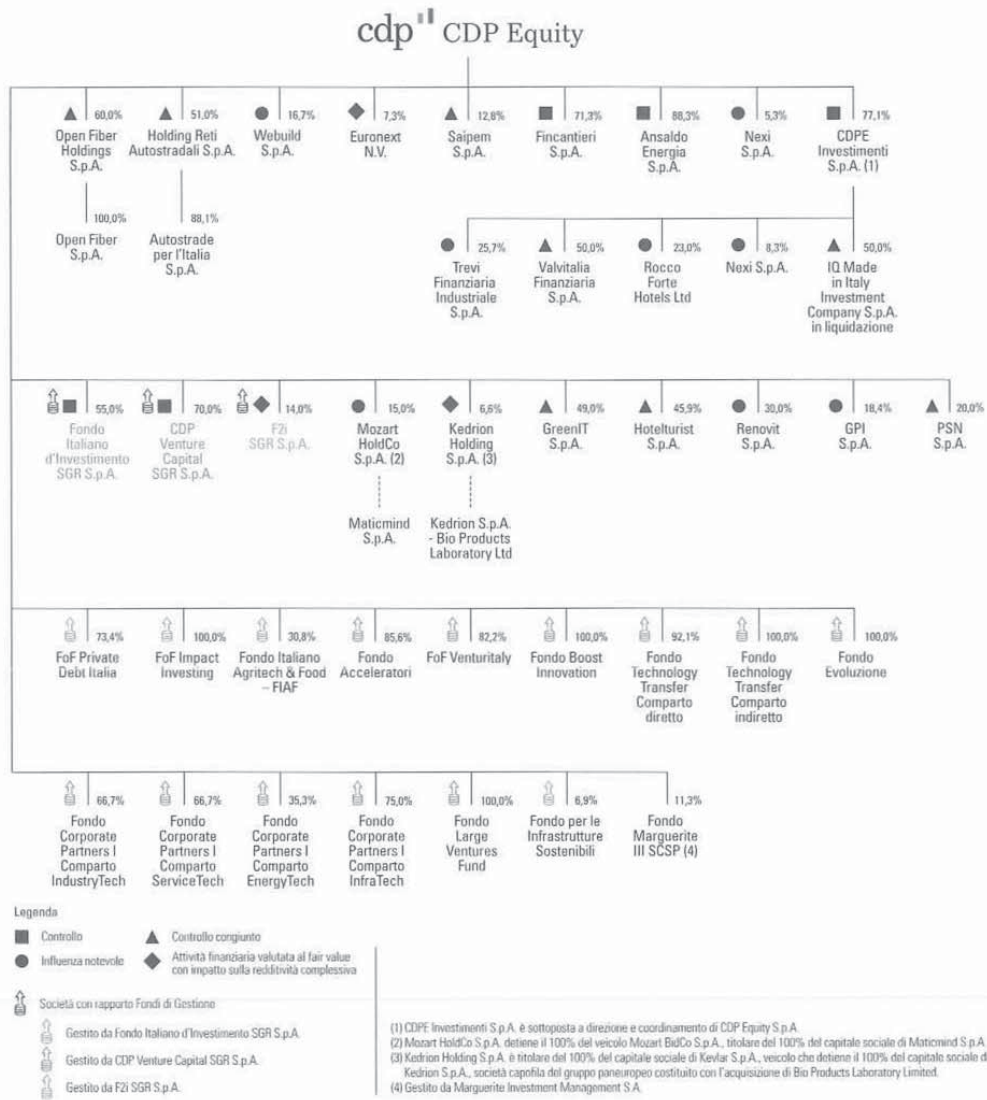 cdp CDP Equity
60,0%
Open Fiber
Holdings
S.p.A.
51,0%
Holding Reti
Autostradali S.p.A.
16,7%
Webuild
S.p.A.
7,3%
Euronext
N.V.
12,8%
Saipem
S.p.A.
71,3%
Fincantieri
S.p.A.
88,3%
Ansaldo
Energia
S.p.A.
5,3%
Nexi
S.p.A.
77,1%
CDPE
Investimenti
S.p.A. (1)
100,0%
Open Fiber
S.p.A.
88,1%
Autostrade
per l'Italia
S.p.A.
25,7%
Trevi
Finanziaria
Industriale
S.p.A.
50,0%
Valvitalia
Finanziaria
S.p.A.
23,0%
Rocco
Forte
Hotels Ltd
8,3%
Nexi S.p.A.
50,0%
IQ Made
in Italy
Investment
Company S.p.A.
in liquidazione
55,0%
Fondo
Italiano
d'Investimento
SGR S.p.A.
70,0%
CDP
Venture
Capital
SGR S.p.A.
14,0%
F2i
SGR S.p.A.
15,0%
Mozart
HoldCo
S.p.A. (2)
6,6%
Kedrion
Holding
S.p.A. (3)
49,0%
GreenIT
S.p.A.
45,9%
Hotelturist
S.p.A.
30,0%
Renovit
S.p.A.
18,4%
GPI
S.p.A.
20,0%
PSN
S.p.A.
Maticmind
S.p.A.
Kedrion S.p.A.
- Bio Products
Laboratory Ltd
73,4%
FoF Private
Debt Italia
100,0%
FoF Impact
Investing
30,8%
Fondo Italiano
Agritech & Food
– FIAF
85,6%
Fondo
Acceleratori
82,2%
FoF Venturitaly
100,0%
Fondo Boost
Innovation
92,1%
Fondo
Technology
Transfer
Comparto
diretto
100,0%
Fondo
Technology
Transfer
Comparto
indiretto
100,0%
Fondo
Evoluzione
66,7%
Fondo
Corporate
Partners I
Comparto
IndustryTech
66,7%
Fondo
Corporate
Partners I
Comparto
ServiceTech
35,3%
Fondo
Corporate
Partners I
Comparto
EnergyTech
75,0%
Fondo
Corporate
Partners I
Comparto
InfraTech
100,0%
Fondo
Large
Ventures
Fund
6,9%
Fondo per le
Infrastrutture
Sostenibili
11,3%
Fondo
Marguerite
III SCSP (4)
Legenda
Controllo
Controllo congiunto
Influenza notevole
Attività finanziaria valutata al fair value
con impatto sulla redditività complessiva
Società con rapporto Fondi di Gestione
Gestito da Fondo Italiano d'Investimento SGR S.p.A.
Gestito da CDP Venture Capital SGR S.p.A.
Gestito da F2i SGR S.p.A.
(1) CDPE Investimenti S.p.A. è sottoposta a direzione e coordinamento di CDP Equity S.p.A.
(2) Mozart HoldCo S.p.A. detiene il 100% del veicolo Mozart BidCo S.p.A., titolare del 100% del capitale sociale di Maticmind S.p.A.
(3) Kedrion Holding S.p.A. è titolare del 100% del capitale sociale di Kevlar S.p.A., veicolo che detiene il 100% del capitale sociale di
Kedrion S.p.A., società capofila del gruppo paneuropeo costituito con l'acquisizione di Bio Products Laboratory Limited.
(4) Gestito da Marguerite Investment Management S.A.